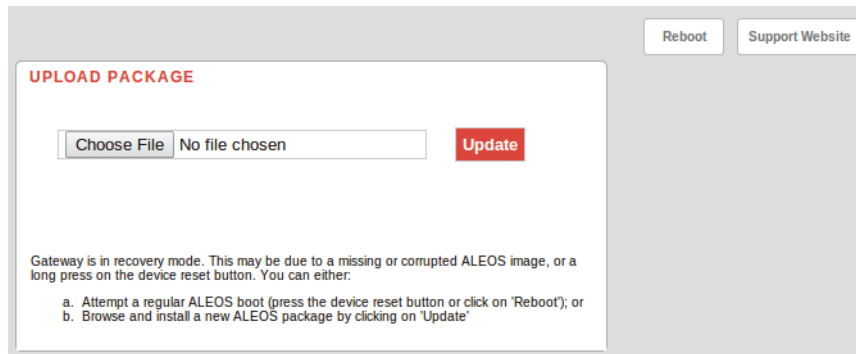 Reboot
Support Website
UPLOAD PACKAGE
Choose File No file chosen
Update
Gateway is in recovery mode. This may be due to a missing or corrupted ALEOS image, or a
long press on the device reset button. You can either:
a. Attempt a regular ALEOS boot (press the device reset button or click on 'Reboot'); or
b. Browse and install a new ALEOS package by clicking on 'Update'